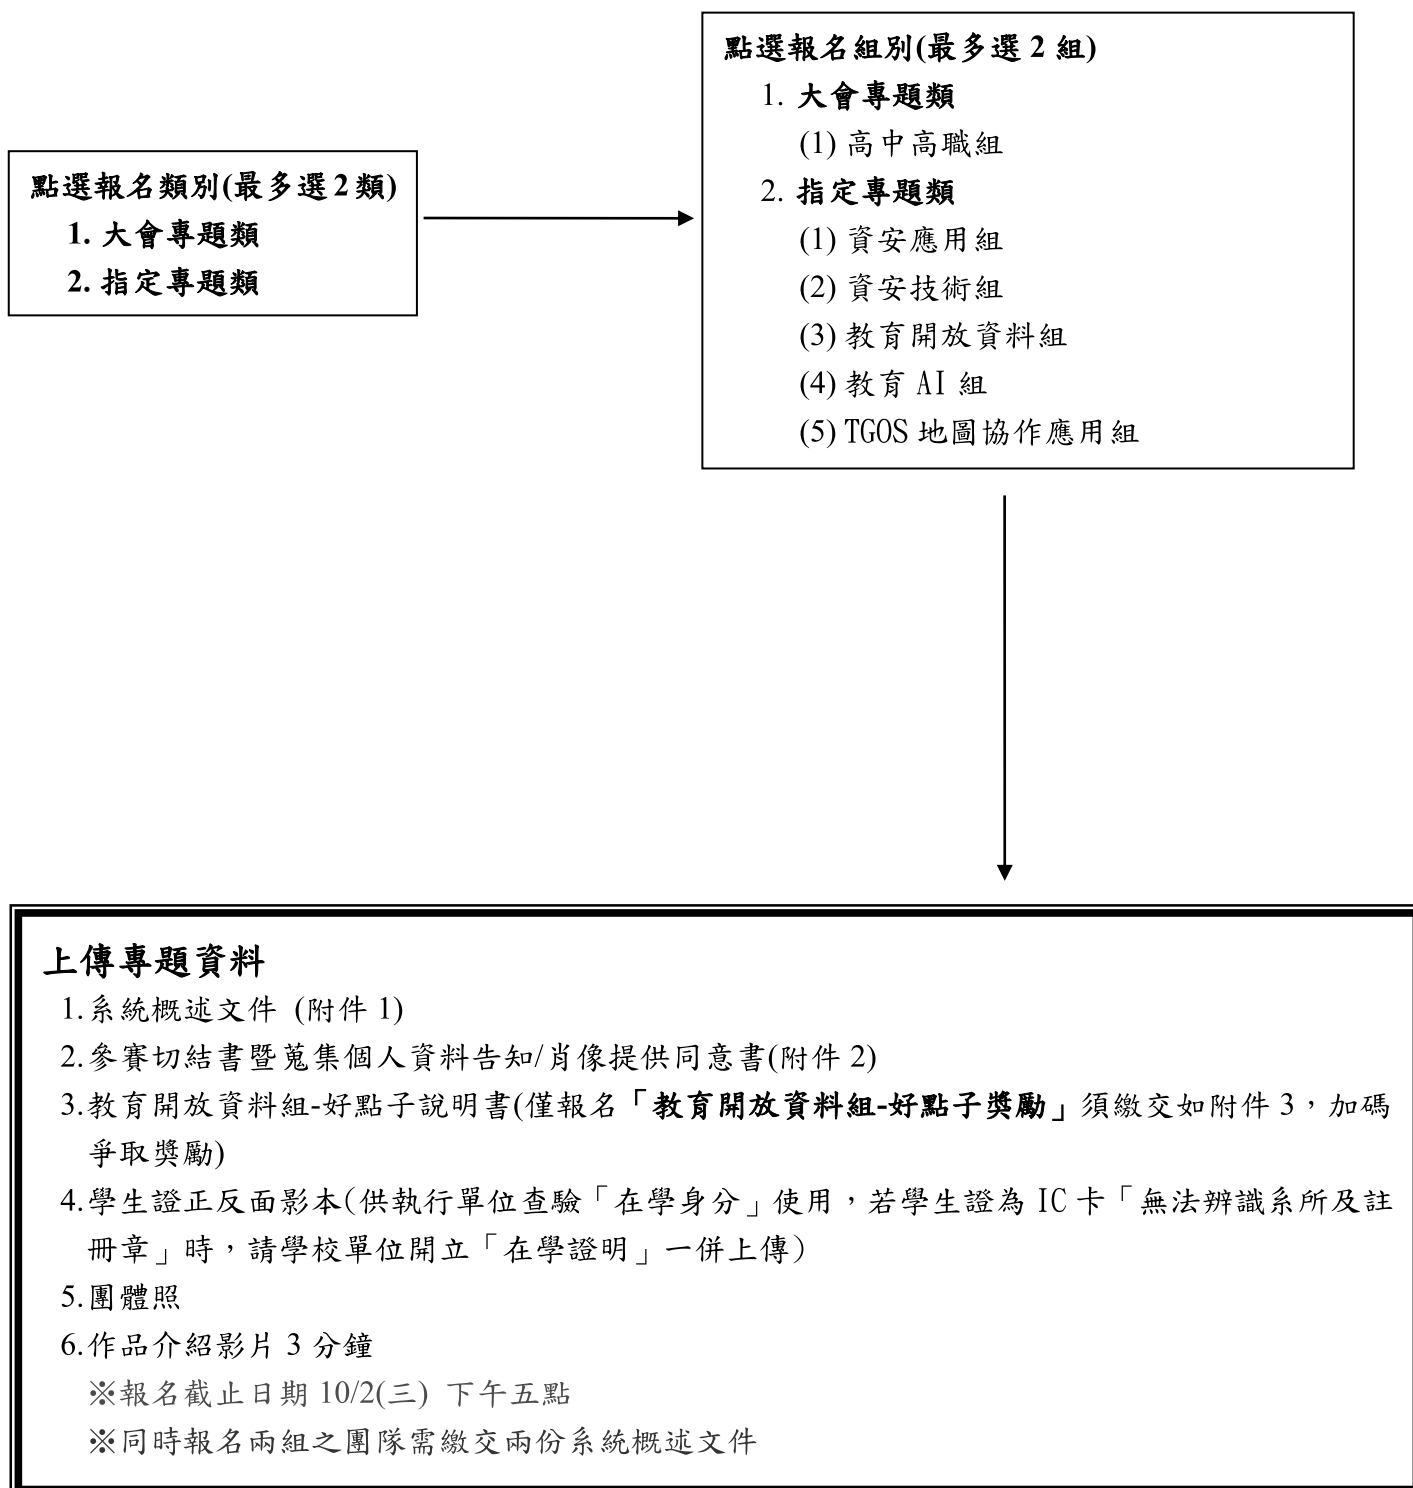 點選報名類別(最多選2類)
1. 大會專題類
2. 指定專題類
點選報名組別(最多選 2 組)
1. 大會專題類
(1) 高中高職組
2. 指定專題類
(1) 資安應用組
(2) 資安技術組
(3) 教育開放資料組
(4) 教育 AI 組
(5) TGOS 地圖協作應用組
上傳專題資料
1.系統概述文件 (附件 1)
2.參賽切結書暨蒐集個人資料告知/肖像提供同意書(附件 2)
3.教育開放資料組-好點子說明書(僅報名「教育開放資料組-好點子獎勵」須繳交如附件 3，加碼
爭取獎勵)
4.學生證正反面影本(供執行單位查驗「在學身分」使用，若學生證為 IC 卡「無法辨識系所及註
冊章」時，請學校單位開立「在學證明」一併上傳)
5.團體照
6.作品介紹影片 3 分鐘
※報名截止日期 10/2(三) 下午五點
※同時報名兩組之團隊需繳交兩份系統概述文件